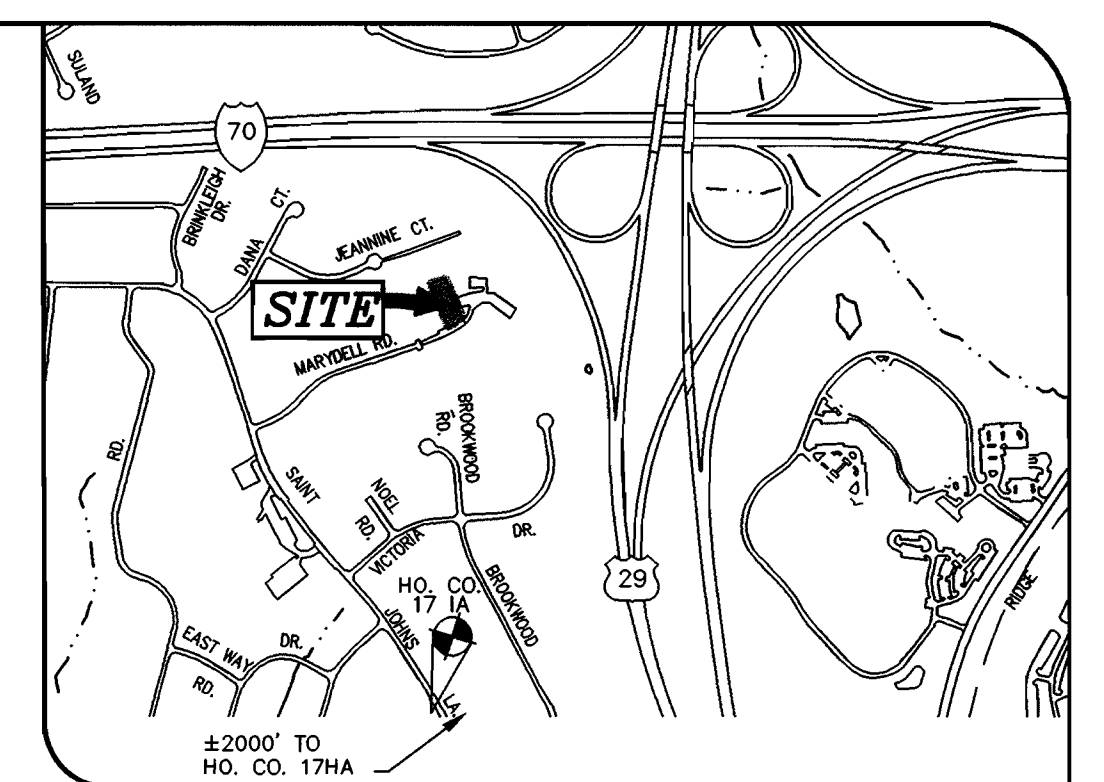 SULAND
70
BRINKLEIGH
DR.
DANA
CT.
JEANNINE CT.
SITE
MARYDELL RD.
RD.
SAINT
JOHNS
LA.
BROOKWOOD
RD.
NOEL
RD.
VICTORIA
DR.
BROOKWOOD
29
RIDGE
HO. CO.
17 IA
EAST WAY
DR.
RD.
±2000' TO
HO. CO. 17HA